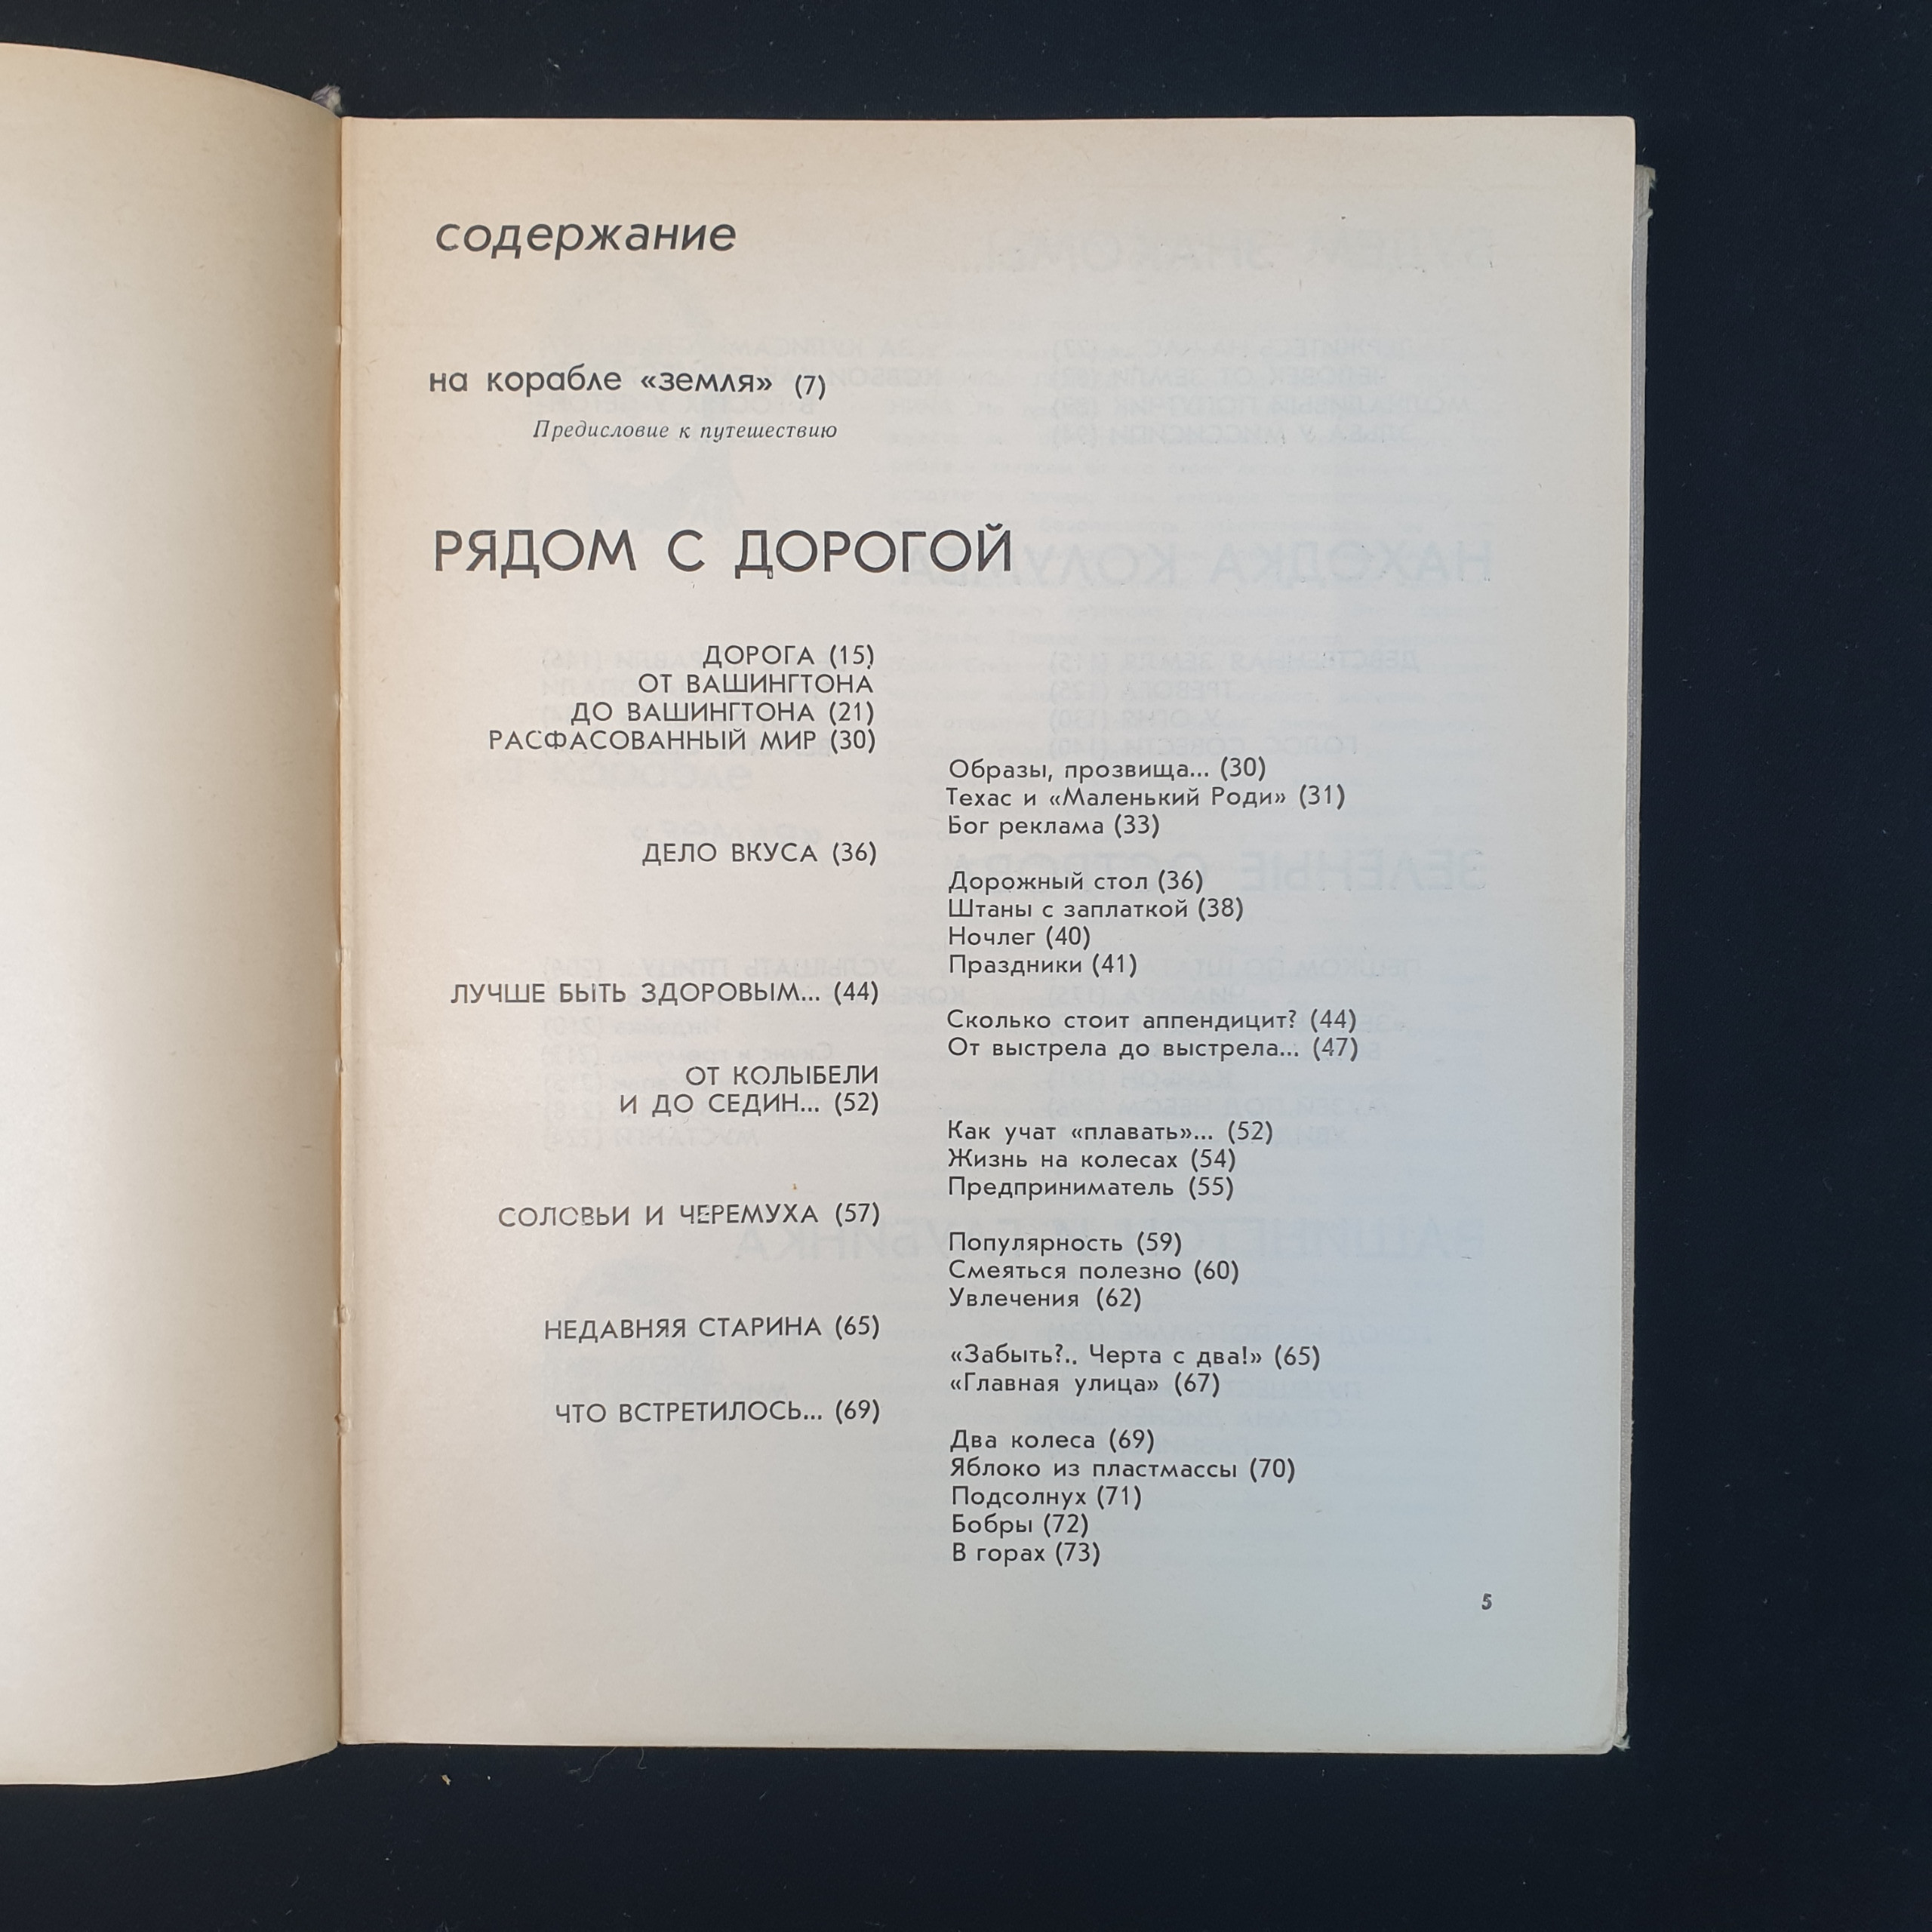 содержание
на корабле «земля» (7)
Предисловие к путешествию
РЯДОМ С ДОРОГОЙ
ДОРОГА (15)
ОТ ВАШИНГТОНА
ДО ВАШИНГТОНА (21)
РАСФАСОВАННЫЙ МИР (30)
Образы, прозвища... (30)
Техас и «Маленький Роди» (31)
Бог реклама (33)
ДЕЛО ВКУСА (36)
Дорожный стол (36)
Штаны с заплаткой (38)
Ночлег (40)
Праздники (41)
ЛУЧШЕ БЫТЬ ЗДОРОВЫМ... (44)
Сколько стоит аппендицит? (44)
От выстрела до выстрела... (47)
ОТ КОЛЫБЕЛИ
И ДО СЕДИН... (52)
Как учат «плавать»... (52)
Жизнь на колесах (54)
Предприниматель (55)
СОЛОВЬИ И ЧЕРЕМУХА (57)
Популярность (59)
Смеяться полезно (60)
Увлечения (62)
НЕДАВНЯЯ СТАРИНА (65)
«Забыть?.. Черта с два!» (65)
«Главная улица» (67)
ЧТО ВСТРЕТИЛОСЬ... (69)
Два колеса (69)
Яблоко из пластмассы (70)
Подсолнух (71)
Бобры (72)
В горах (73)
5